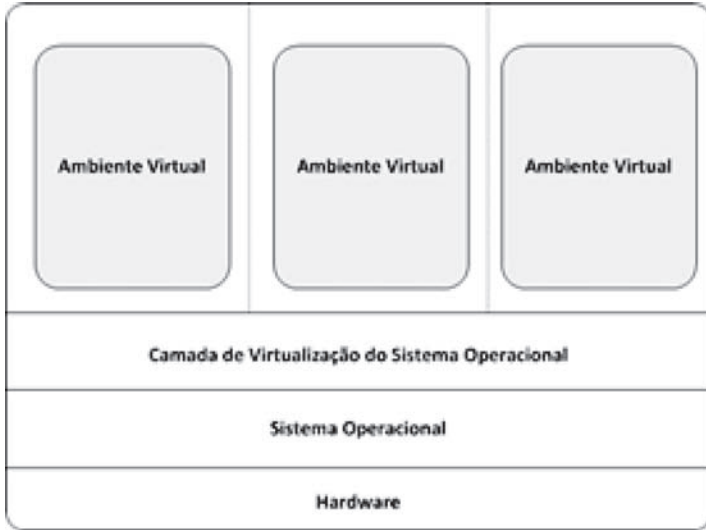 Ambiente Virtual
Ambiente Virtual
Ambiente Virtual
Camada de Virtualização do Sistema Operacional
Sistema Operacional
Hardware